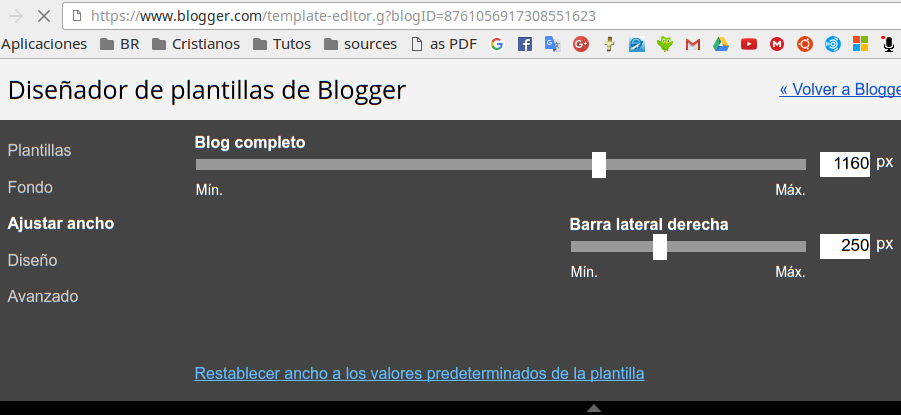 https://www.blogger.com/template-editor.g?blogID=8761056917308551623
Aplicaciones BR Cristianos Tutos sources as PDF
Diseñador de plantillas de Blogger « Volver a Blogge
Plantillas
Fondo
Ajustar ancho
Diseño
Avanzado
Blog completo
1160 px
Mín. Máx.
Barra lateral derecha
250 px
Mín. Máx.
Restablecer ancho a los valores predeterminados de la plantilla